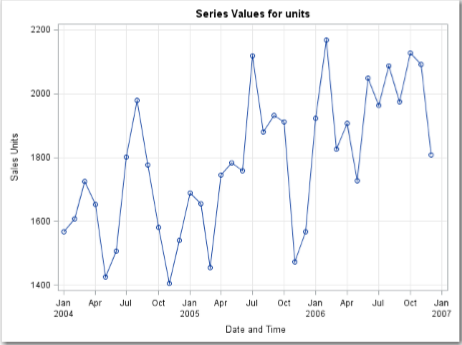 Series Values for units
2200
2000
1800
1600
1400
Sales Units
Jan Apr Jul Oct Jan Apr Jul Oct Jan Apr Jul Oct Jan
2004 2005 2006 2007
Date and Time